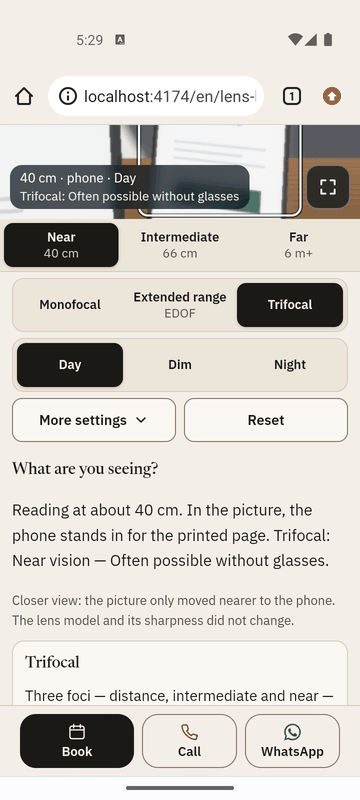 5:29
A
localhost:4174/en/lens-
1
40 cm · phone · Day
Trifocal: Often possible without glasses
Near
40 cm
Intermediate
66 cm
Far
6 m+
Monofocal
Extended range
EDOF
Trifocal
Day
Dim
Night
More settings
Reset
What are you seeing?
Reading at about 40 cm. In the picture, the
phone stands in for the printed page. Trifocal:
Near vision — Often possible without glasses.
Closer view: the picture only moved nearer to the phone.
The lens model and its sharpness did not change.
Trifocal
Three foci — distance, intermediate and near —
Book
Call
WhatsApp